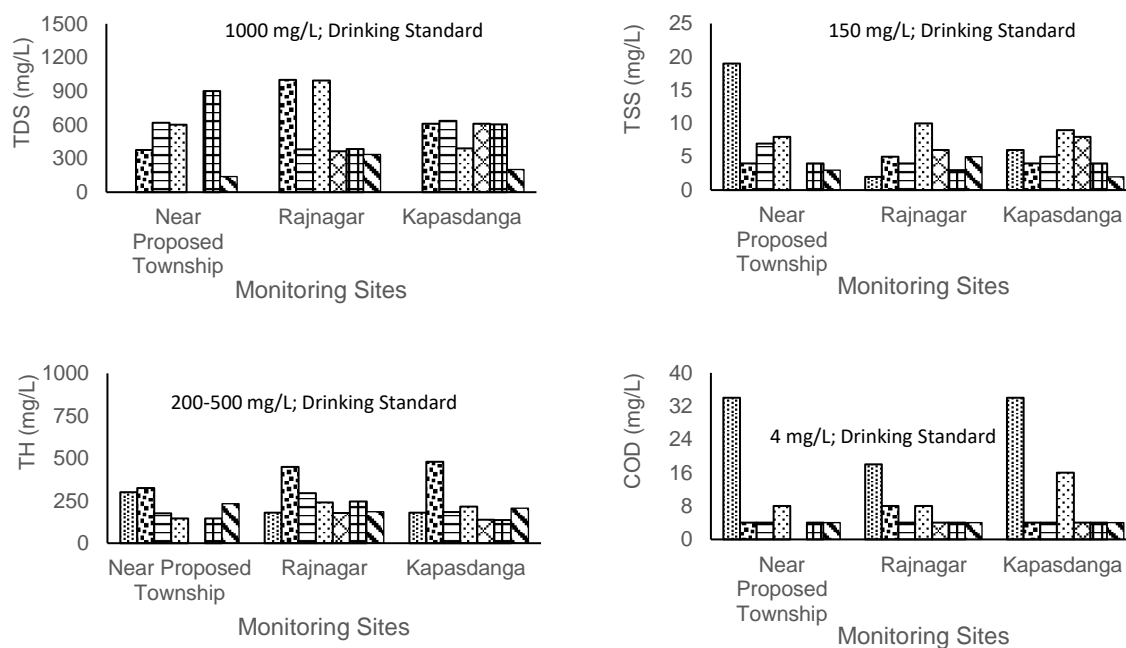 1500
1200
900
600
300
0
TDS (mg/L)
1000 mg/L; Drinking Standard
Near
Proposed
Township
Rajnagar
Kapasdanga
Monitoring Sites
25
20
15
10
5
0
TSS (mg/L)
150 mg/L; Drinking Standard
Near
Proposed
Township
Rajnagar
Kapasdanga
Monitoring Sites
1000
750
500
250
0
TH (mg/L)
200-500 mg/L; Drinking Standard
Near Proposed
Township
Rajnagar
Kapasdanga
Monitoring Sites
40
32
24
16
8
0
COD (mg/L)
4 mg/L; Drinking Standard
Near
Proposed
Township
Rajnagar
Kapasdanga
Monitoring Sites